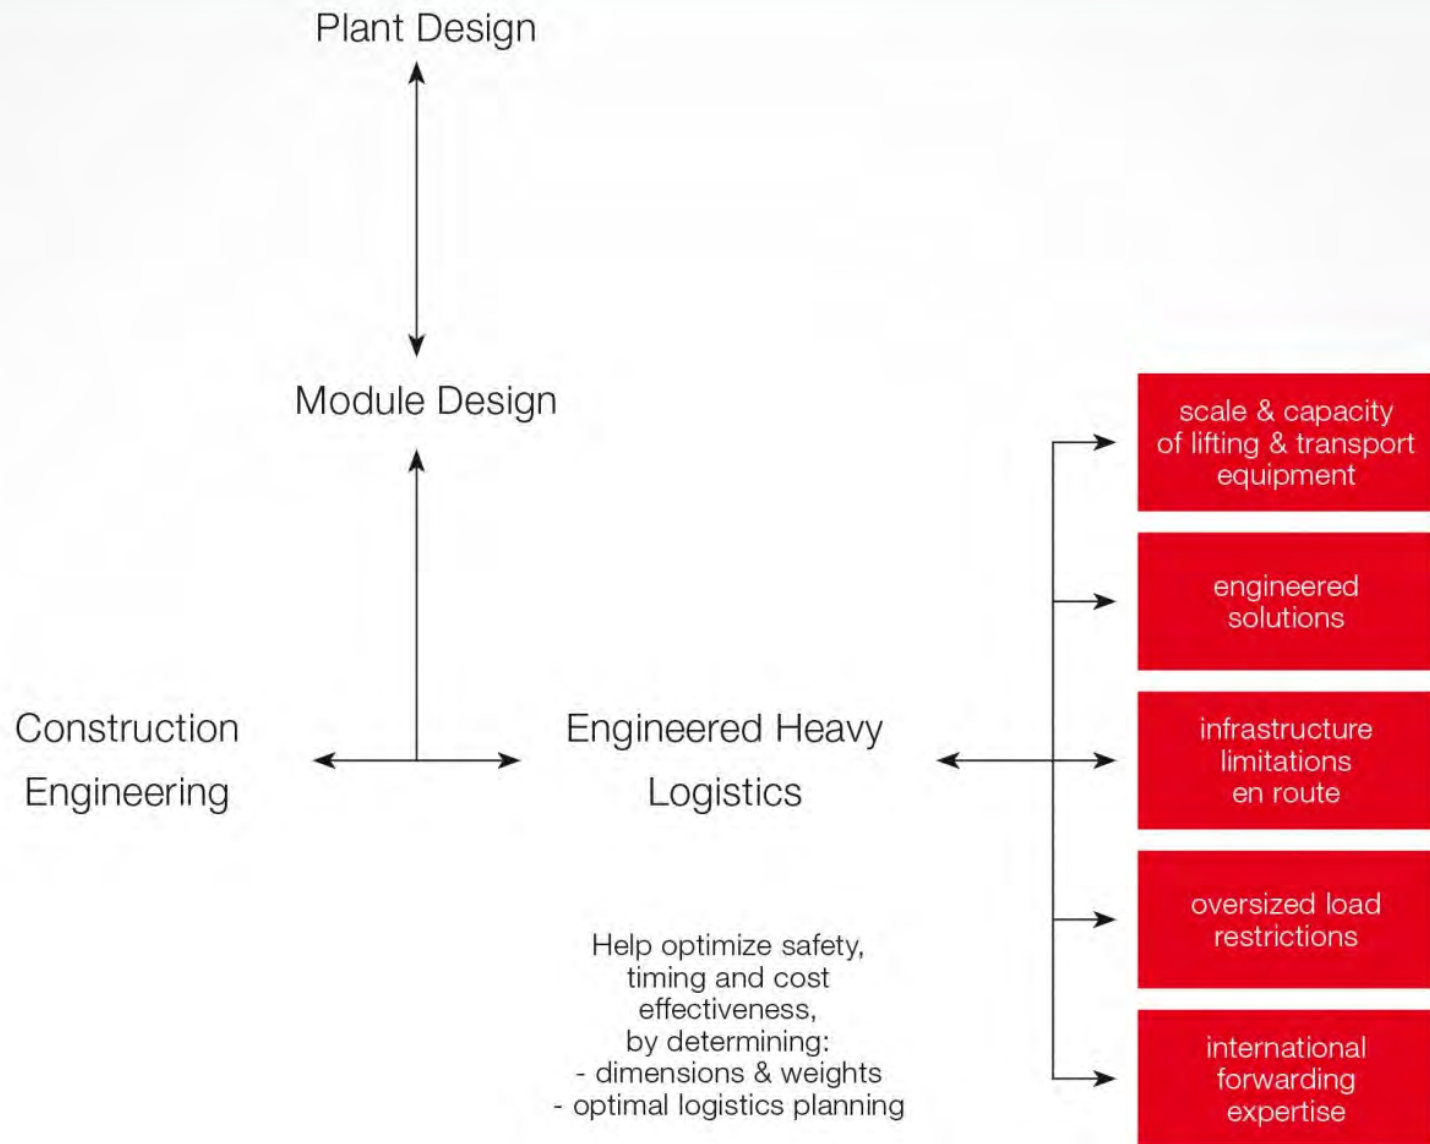 Plant Design
Module Design
Construction
Engineering
Engineered Heavy
Logistics
Help optimize safety,
timing and cost
effectiveness,
by determining:
- dimensions & weights
- optimal logistics planning
scale & capacity
of lifting & transport
equipment
engineered
solutions
infrastructure
limitations
en route
oversized load
restrictions
international
forwarding
expertise